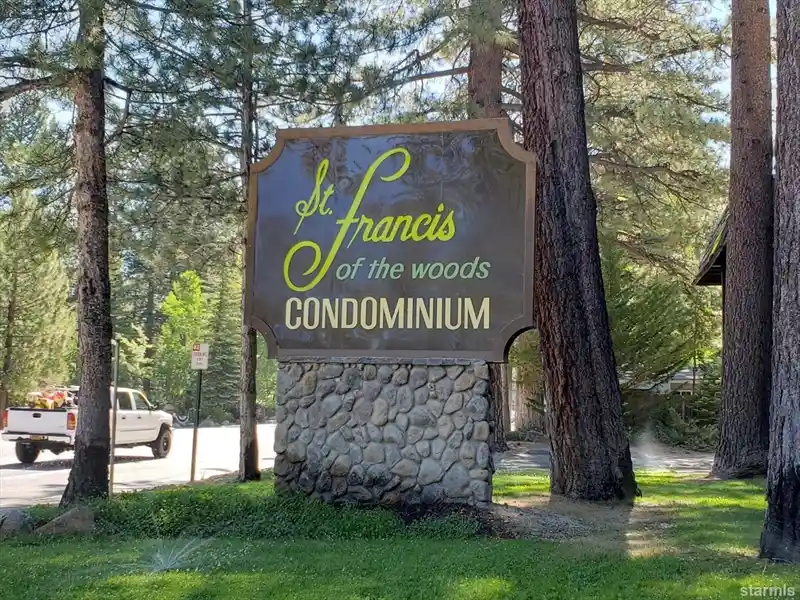 St. Francis
of the woods
CONDOMINIUM
starmls